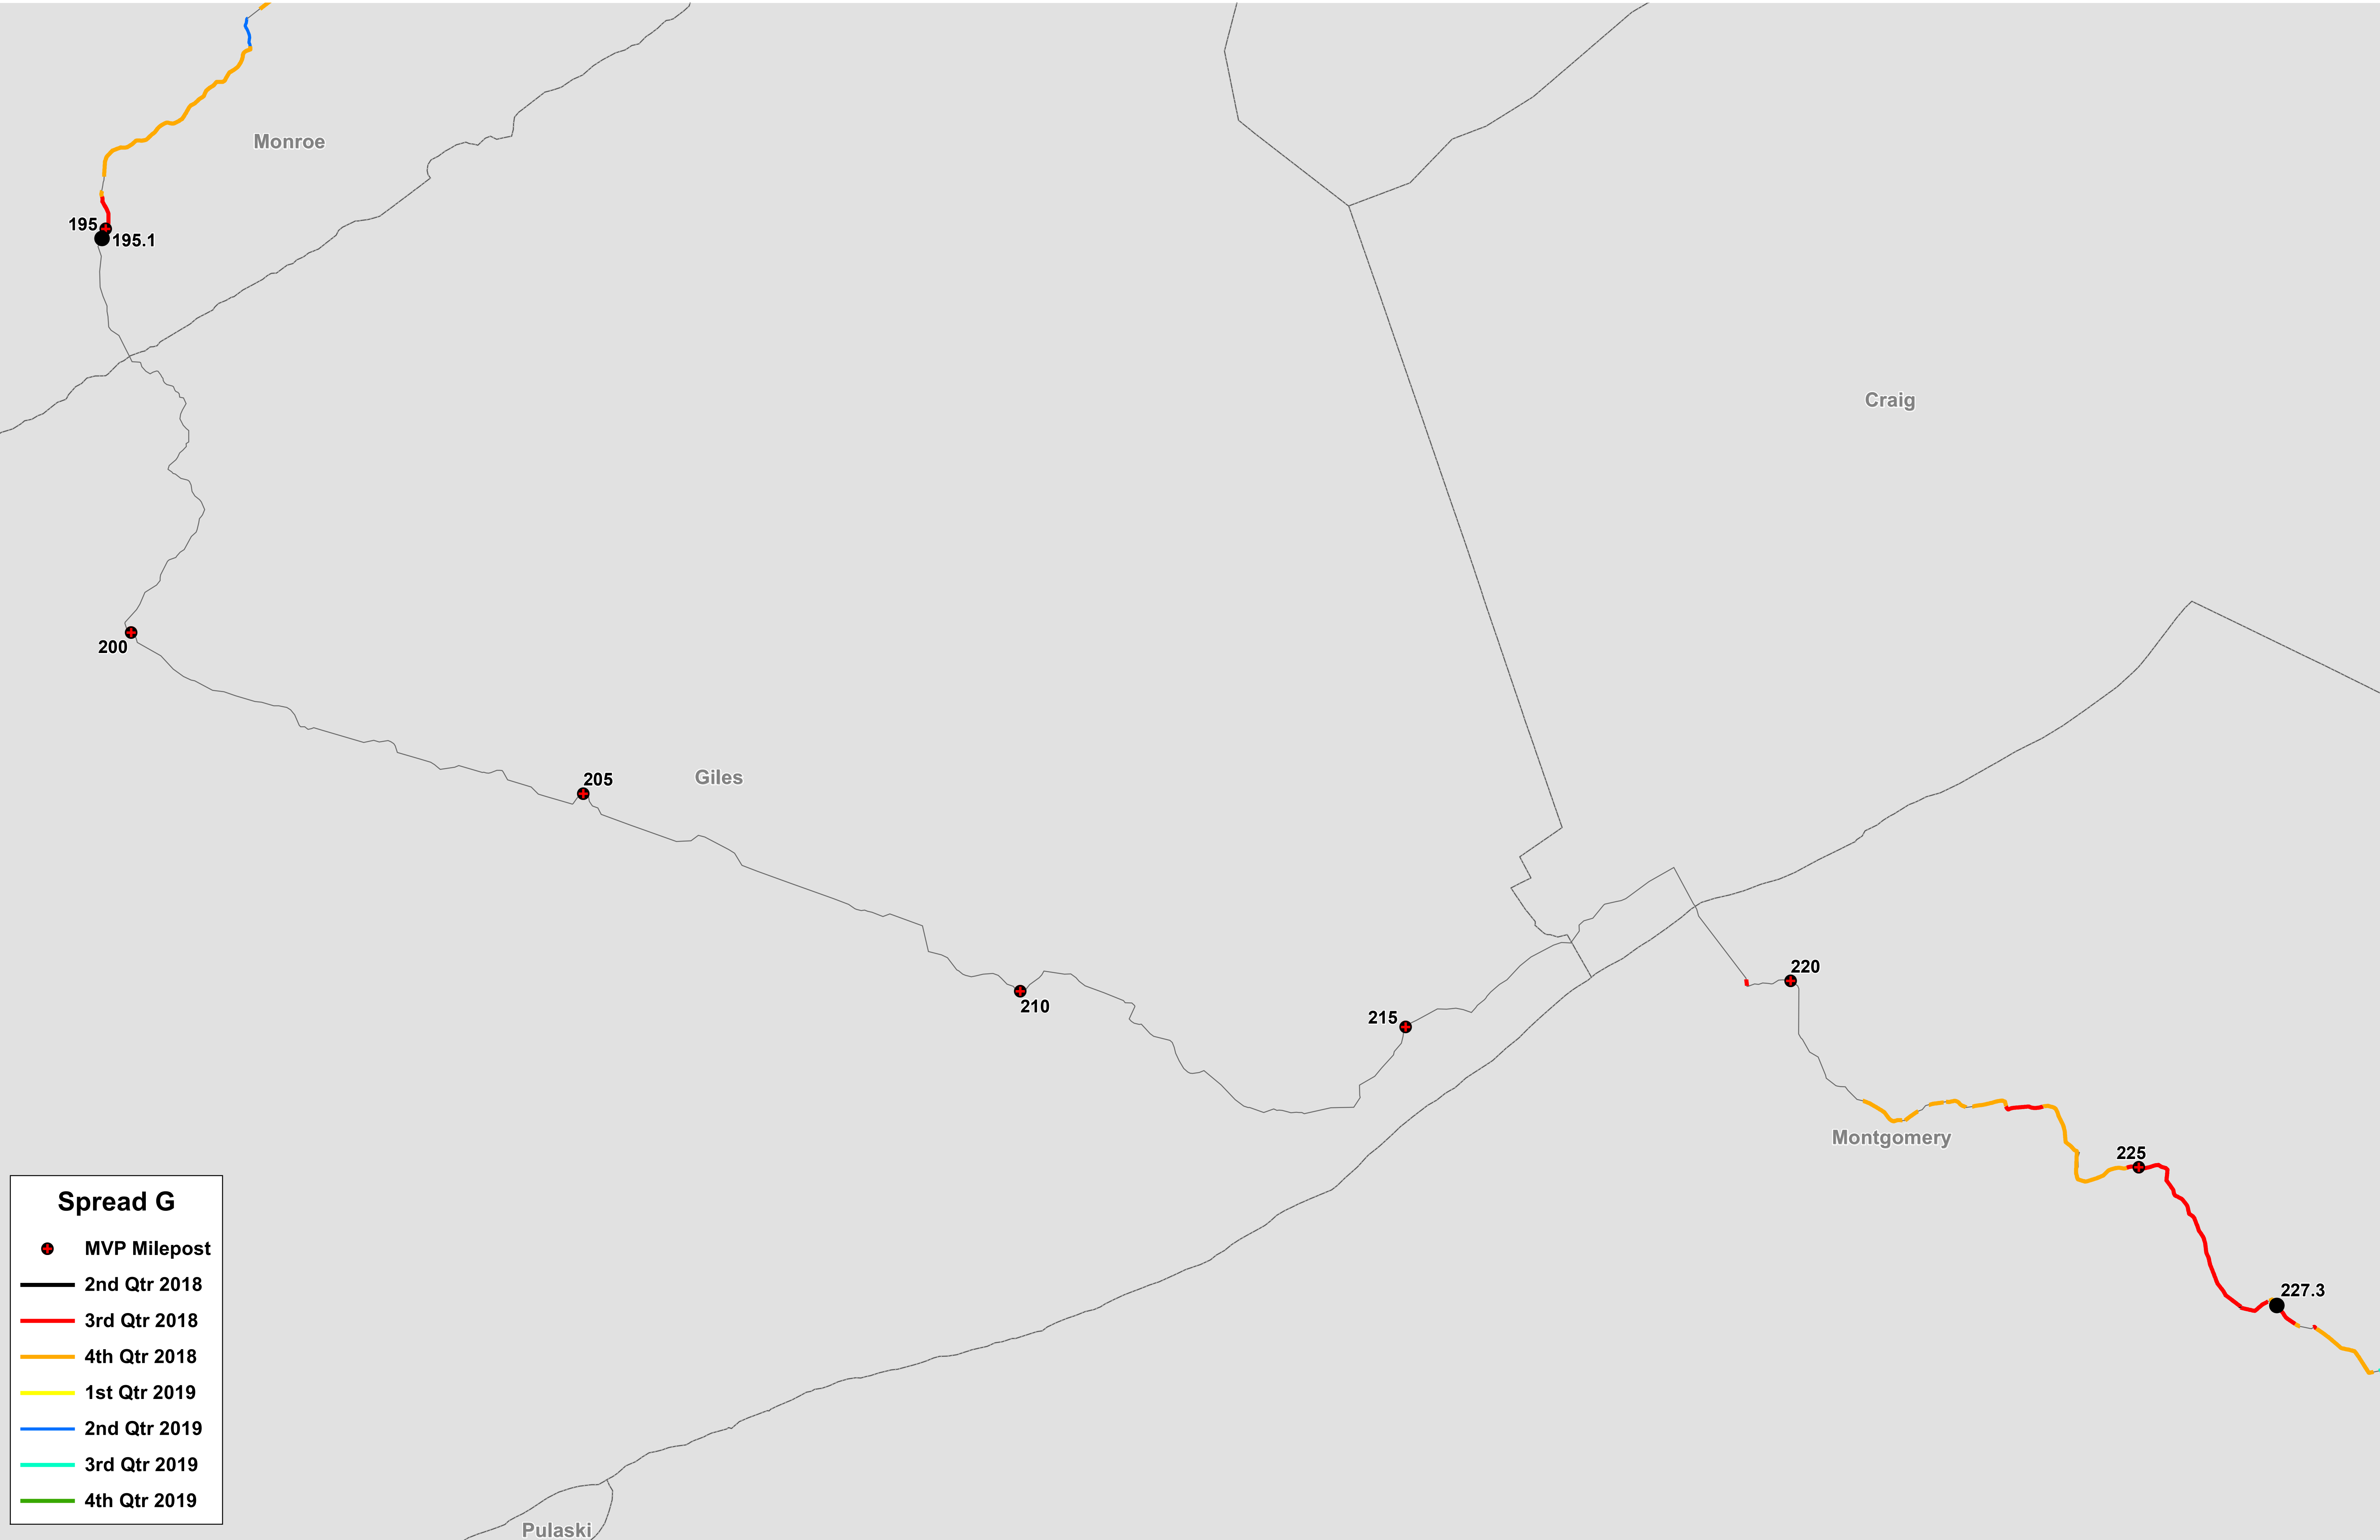 Monroe
195
195.1
Craig
200
205
Giles
210
215
220
Montgomery
225
227.3
Spread G
MVP Milepost
2nd Qtr 2018
3rd Qtr 2018
4th Qtr 2018
1st Qtr 2019
2nd Qtr 2019
3rd Qtr 2019
4th Qtr 2019
Pulaski